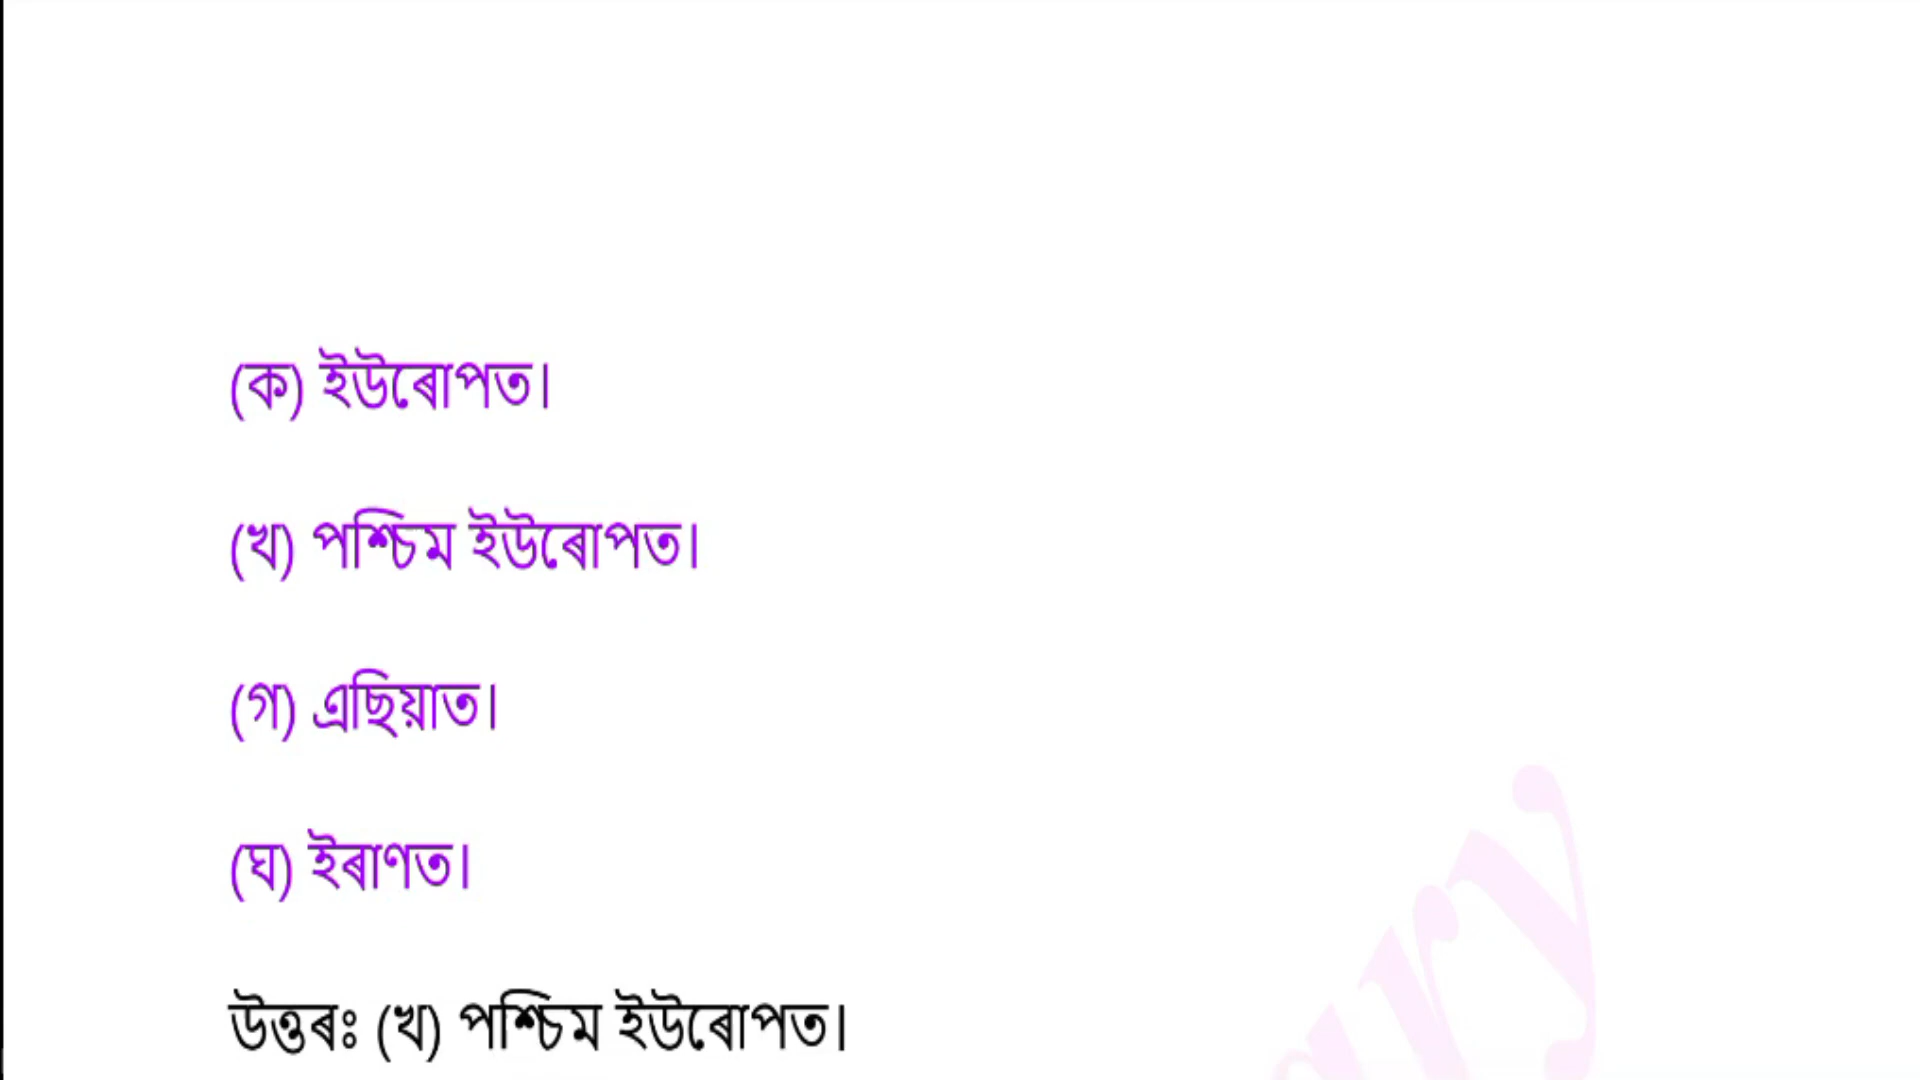 (ক) ইউৰোপত।
(খ) পশ্চিম ইউৰোপত।
(গ) এছিয়াত।
(ঘ) ইৰাণত।
উত্তৰঃ (খ) পশ্চিম ইউৰোপত।